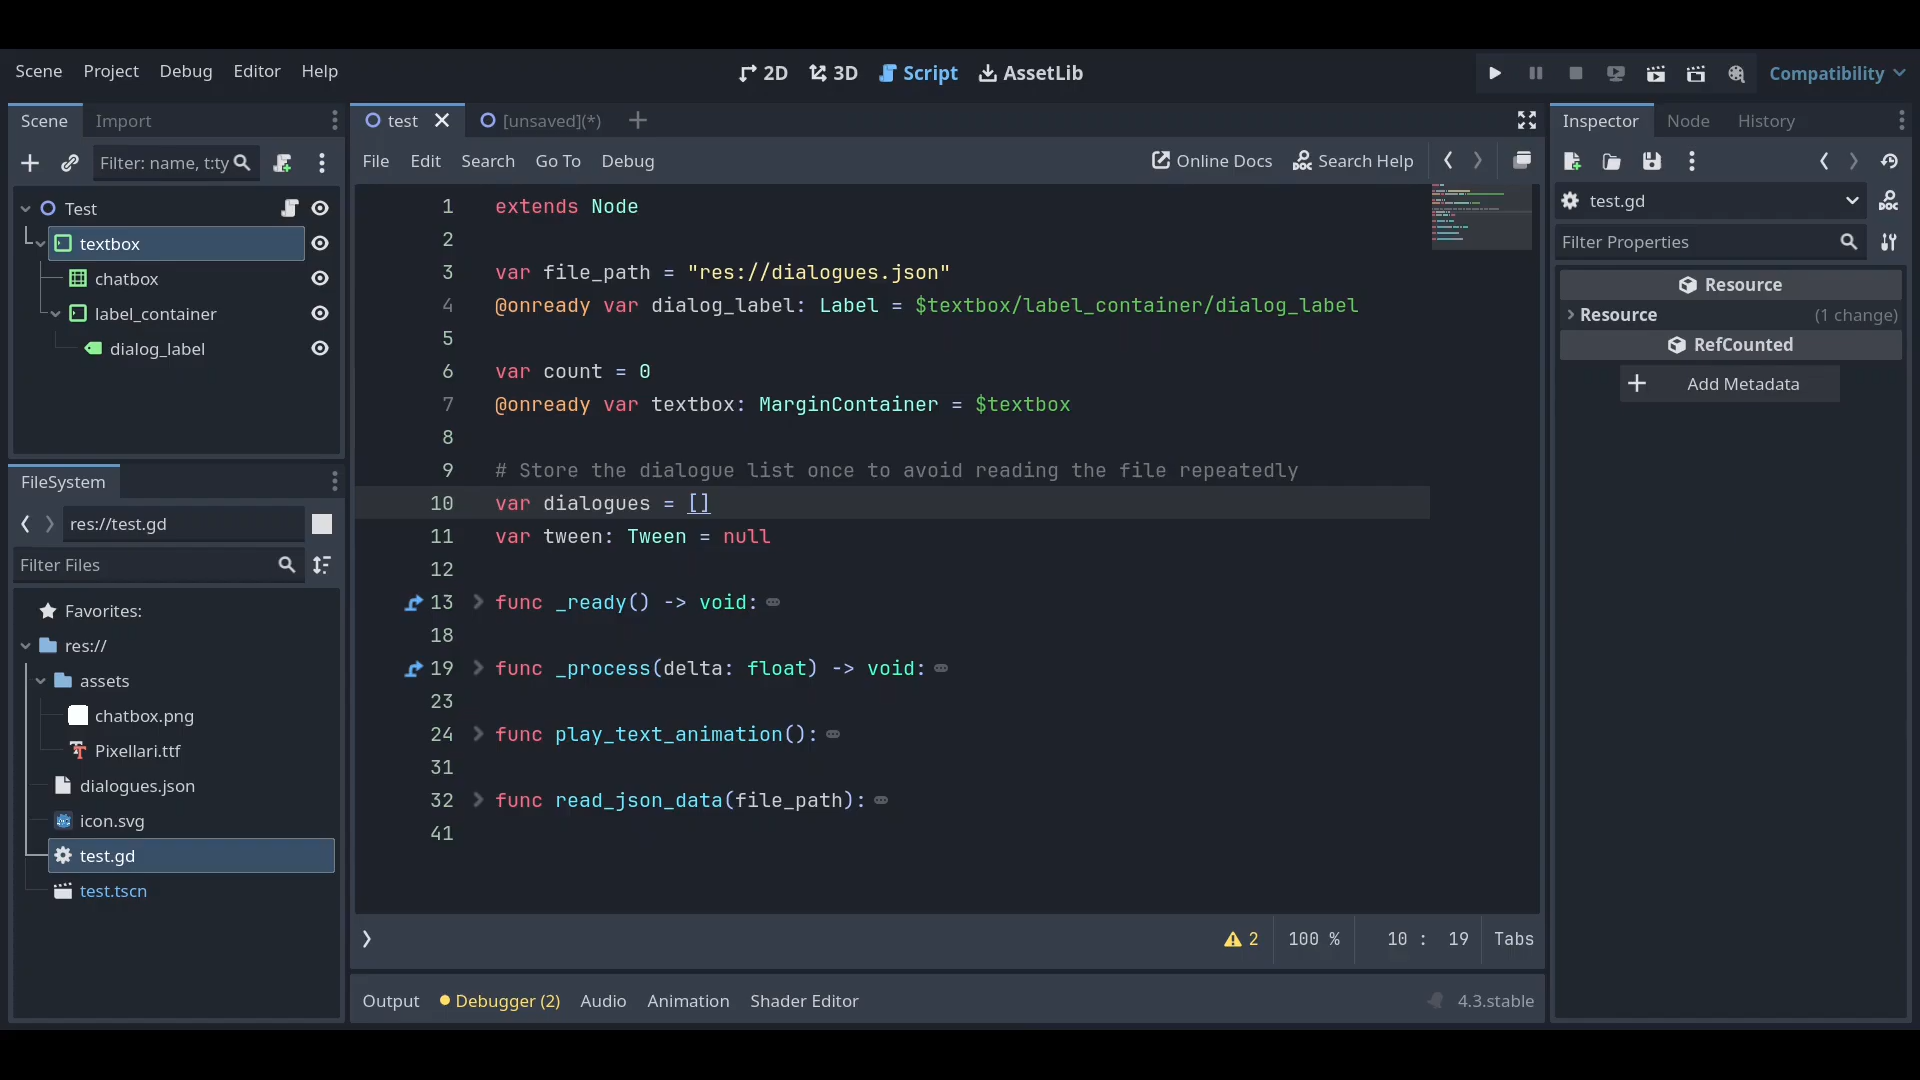 Scene Project Debug Editor Help
2D 3D Script AssetLib
Compatibility
Scene Import
Filter: name, t:ty
Test
textbox
chatbox
label_container
dialog_label
FileSystem
res://test.gd
Filter Files
Favorites:
res://
assets
chatbox.png
Pixellari.ttf
dialogues.json
icon.svg
test.gd
test.tscn
test [unsaved](*)
File Edit Search Go To Debug Online Docs Search Help
1 extends Node
2
3 var file_path = "res://dialogues.json"
4 @onready var dialog_label: Label = $textbox/label_container/dialog_label
5
6 var count = 0
7 @onready var textbox: MarginContainer = $textbox
8
9 # Store the dialogue list once to avoid reading the file repeatedly
10 var dialogues = []
11 var tween: Tween = null
12
13 func _ready() -> void:
18
19 func _process(delta: float) -> void:
23
24 func play_text_animation():
31
32 func read_json_data(file_path):
41
2 100 % 10 : 19 Tabs
Output Debugger (2) Audio Animation Shader Editor 4.3.stable
Inspector Node History
test.gd
Filter Properties
Resource
Resource (1 change)
RefCounted
Add Metadata